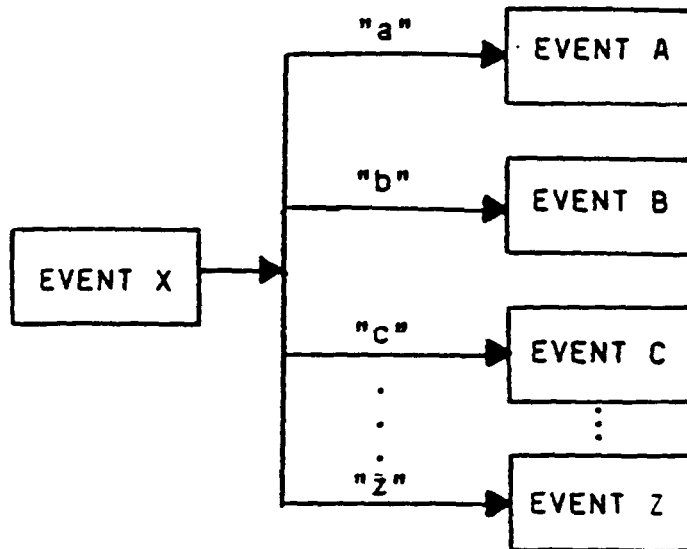 "a"
EVENT A
"b"
EVENT B
EVENT X
"c"
EVENT C
"z"
EVENT Z